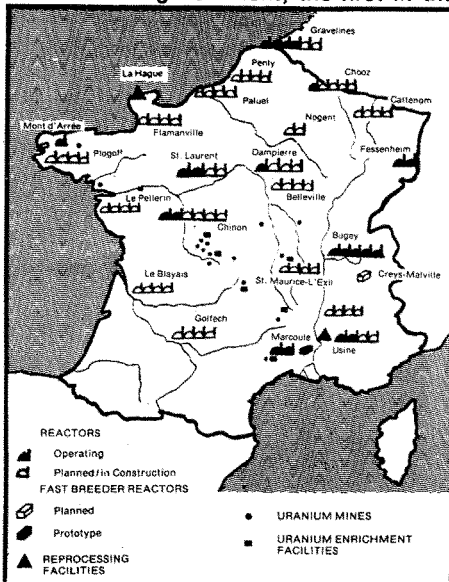 Gravelines
Penly
Chooz
La Hague
Paluel
Cattenom
Flamanville
Nogent
Mont d'Arrée
Plogoff
St. Laurent
Dampierre
Fessenheim
Belleville
Le Pellerin
Chinon
Bugey
Creys-Malville
Le Blayais
St. Maurice-L'Exil
Golfech
Marcoule
Usine
REACTORS
Operating
Planned/in Construction
FAST BREEDER REACTORS
Planned
Prototype
REPROCESSING
FACILITIES
URANIUM MINES
URANIUM ENRICHMENT
FACILITIES